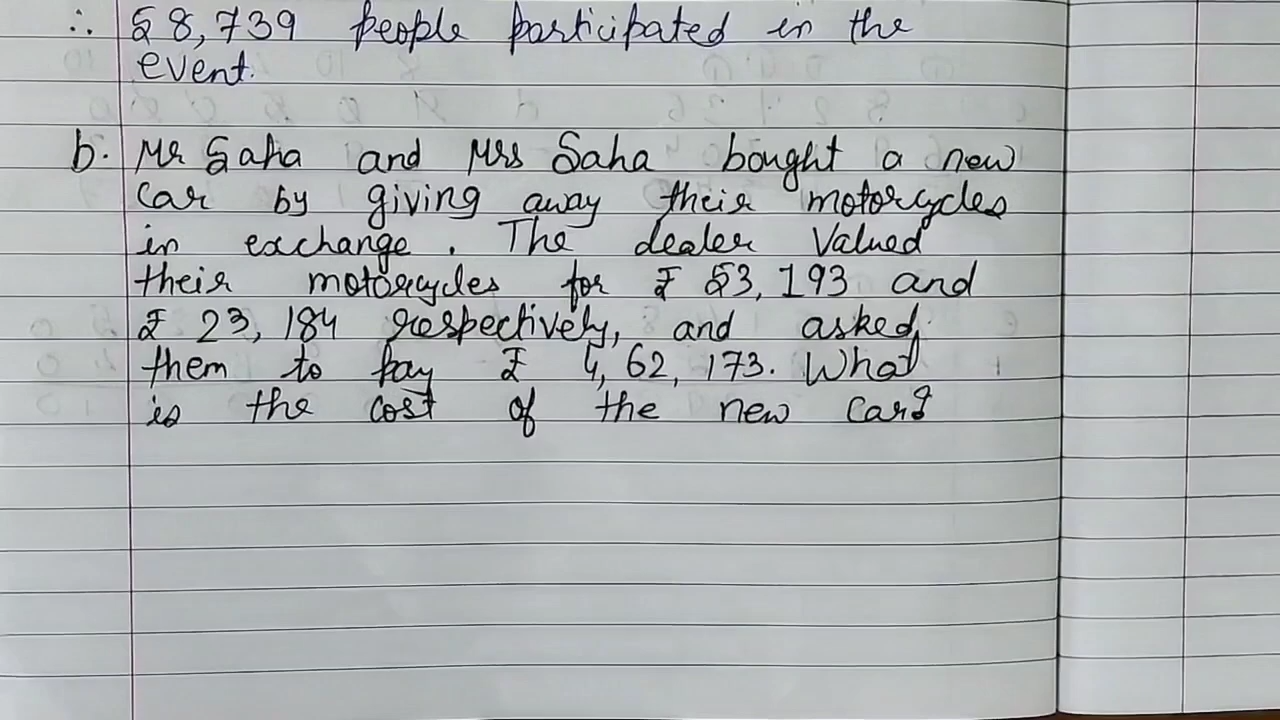 ∴ 58,739 people participated in the
event.
b. Mr Saha and Mrs Saha bought a new
car by giving away their motorcycles
in exchange. The dealer valued
their motorcycles for ₹ 53,193 and
₹ 23,184 respectively, and asked
them to pay ₹ 4,62,173. What
is the cost of the new car?